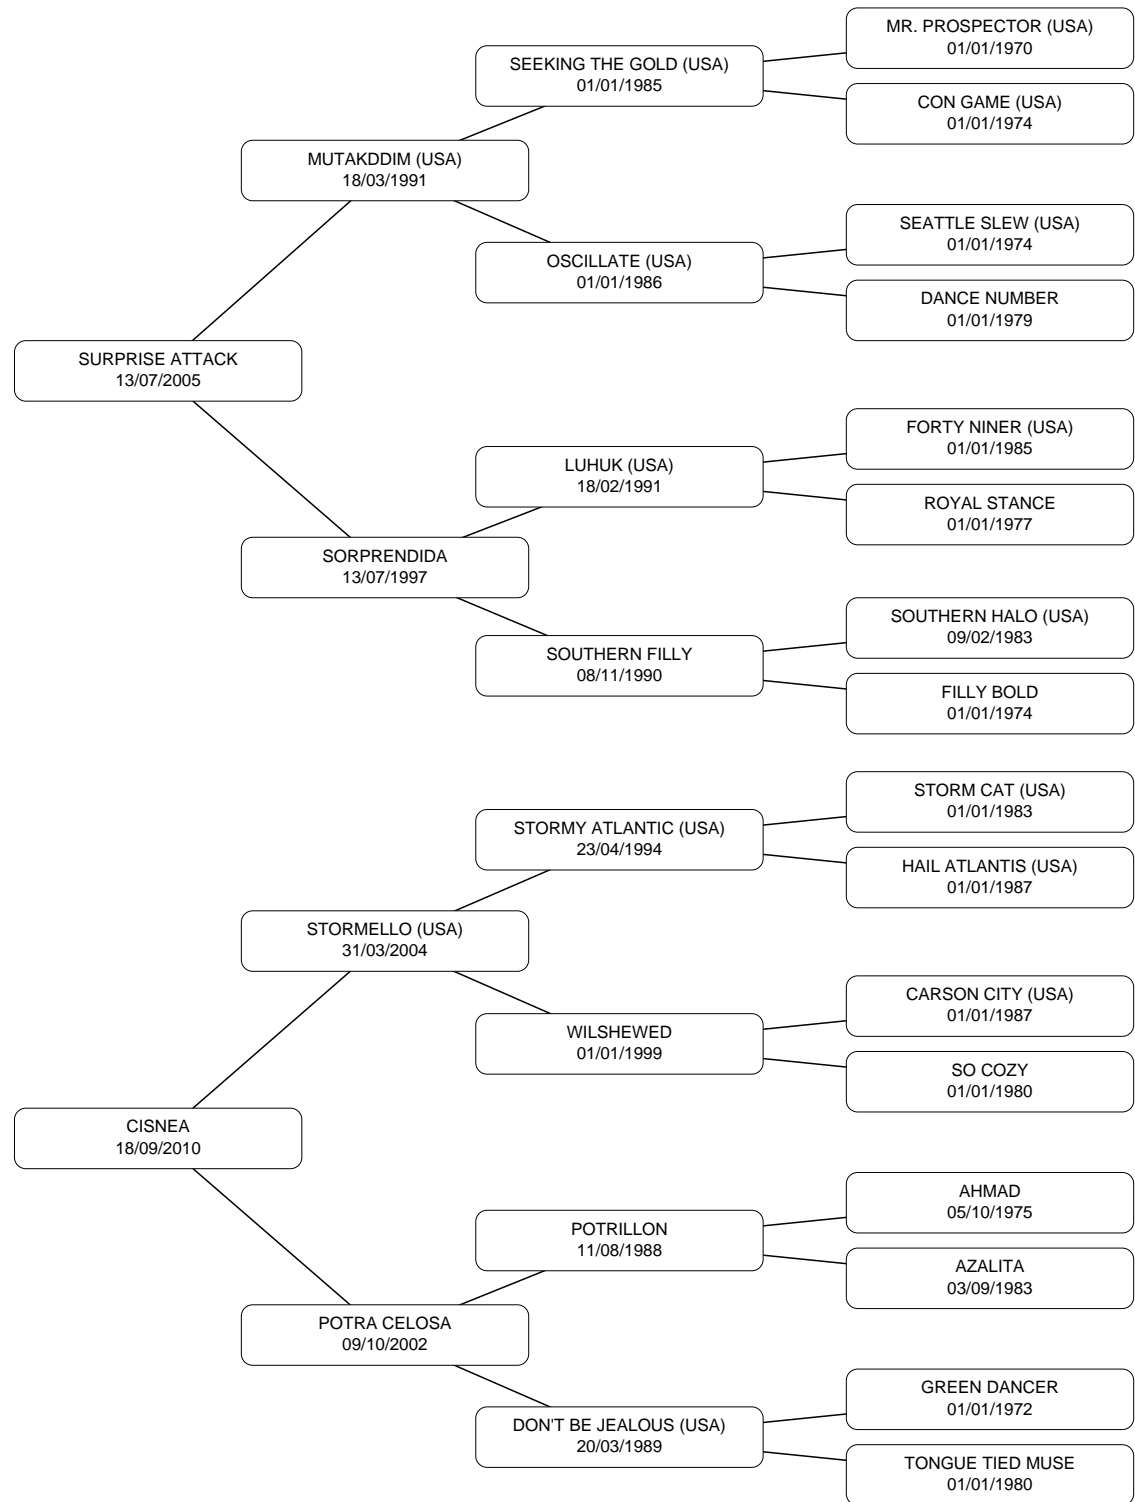 MR. PROSPECTOR (USA)
01/01/1970
SEEKING THE GOLD (USA)
01/01/1985
CON GAME (USA)
01/01/1974
MUTAKDDIM (USA)
18/03/1991
SEATTLE SLEW (USA)
01/01/1974
OSCILLATE (USA)
01/01/1986
DANCE NUMBER
01/01/1979
SURPRISE ATTACK
13/07/2005
FORTY NINER (USA)
01/01/1985
LUHUK (USA)
18/02/1991
ROYAL STANCE
01/01/1977
SORPRENDIDA
13/07/1997
SOUTHERN HALO (USA)
09/02/1983
SOUTHERN FILLY
08/11/1990
FILLY BOLD
01/01/1974
STORM CAT (USA)
01/01/1983
STORMY ATLANTIC (USA)
23/04/1994
HAIL ATLANTIS (USA)
01/01/1987
STORMELLO (USA)
31/03/2004
CARSON CITY (USA)
01/01/1987
WILSHEWED
01/01/1999
SO COZY
01/01/1980
CISNEA
18/09/2010
AHMAD
05/10/1975
POTRILLON
11/08/1988
AZALITA
03/09/1983
POTRA CELOSA
09/10/2002
GREEN DANCER
01/01/1972
DON'T BE JEALOUS (USA)
20/03/1989
TONGUE TIED MUSE
01/01/1980